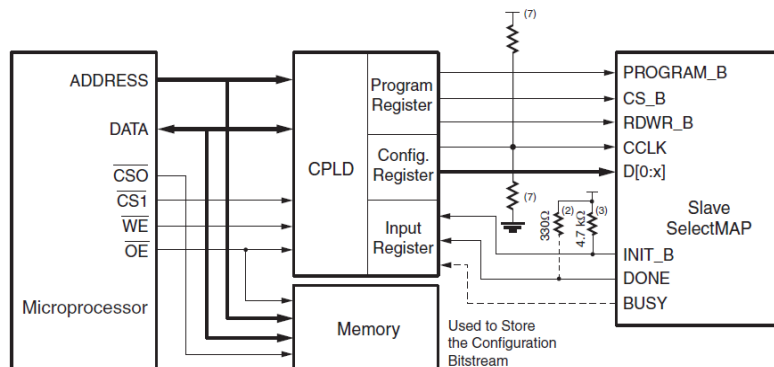 (7)
ADDRESS
DATA
CSO
CS1
WE
OE
Microprocessor
CPLD
Program
Register
Config.
Register
Input
Register
(7)
PROGRAM_B
CS_B
RDWR_B
CCLK
D[0:x]
Slave
SelectMAP
330Ω
(2)
4.7 kΩ
(3)
INIT_B
DONE
BUSY
Memory
Used to Store
the Configuration
Bitstream